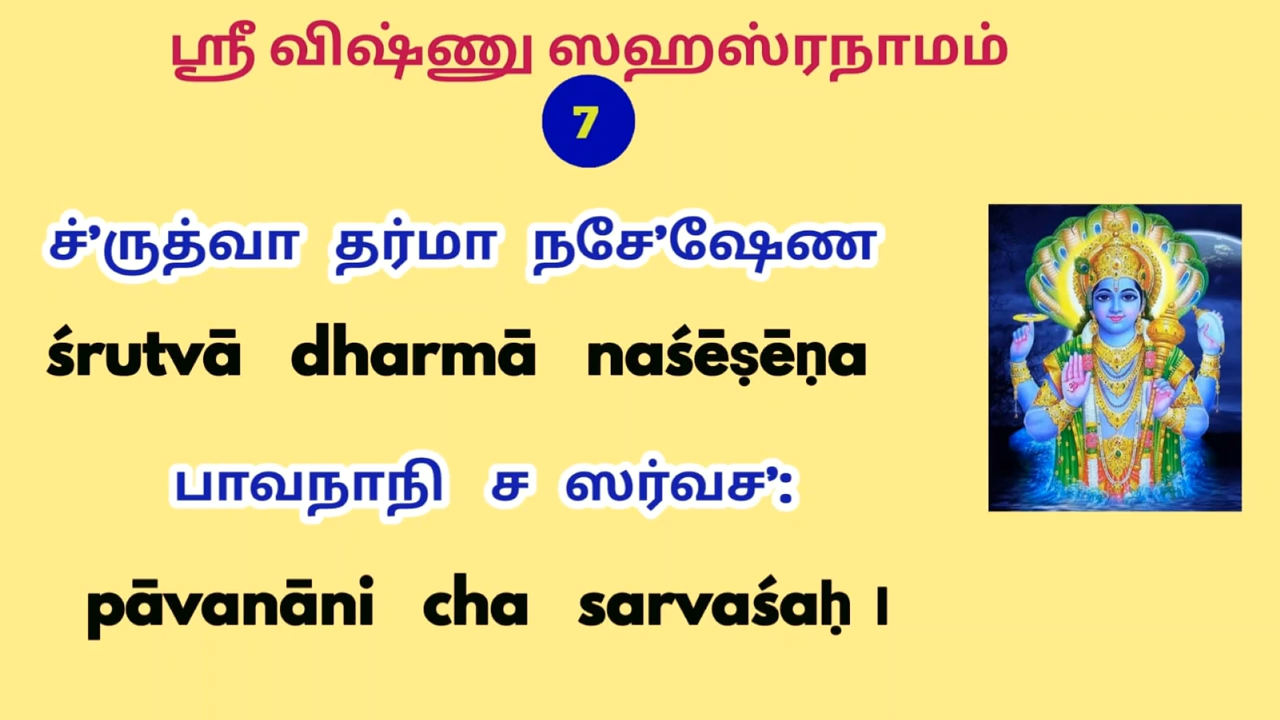 ஸ்ரீ விஷ்ணு ஸஹஸ்ரநாமம்
7
ச்’ருத்வா தர்மா நசே’ஷேண
śrutvā dharmā naśēṣēṇa
பாவநாநி ச ஸர்வச’:
pāvanāni cha sarvaśaḥ ।